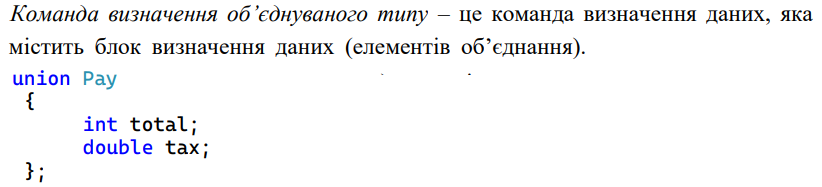 Команда визначення об’єднуваного типу – це команда визначення даних, яка
містить блок визначення даних (елементів об’єднання).
union Pay
{
int total;
double tax;
};